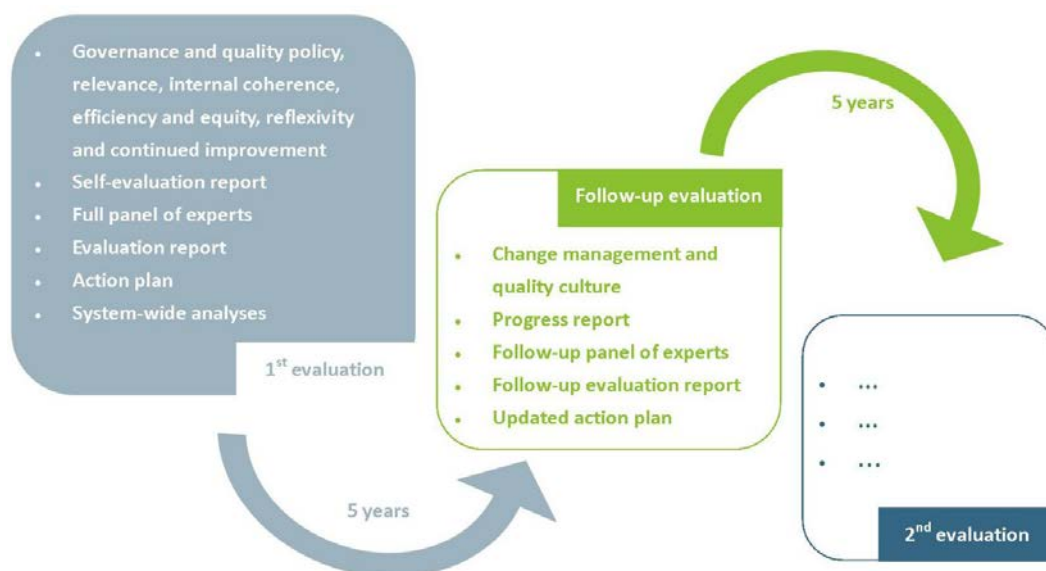 • Governance and quality policy,
relevance, internal coherence,
efficiency and equity, reflexivity
and continued improvement
• Self-evaluation report
• Full panel of experts
• Evaluation report
• Action plan
• System-wide analyses
1st evaluation
5 years
Follow-up evaluation
• Change management and
quality culture
• Progress report
• Follow-up panel of experts
• Follow-up evaluation report
• Updated action plan
5 years
• ...
• ...
• ...
2nd evaluation